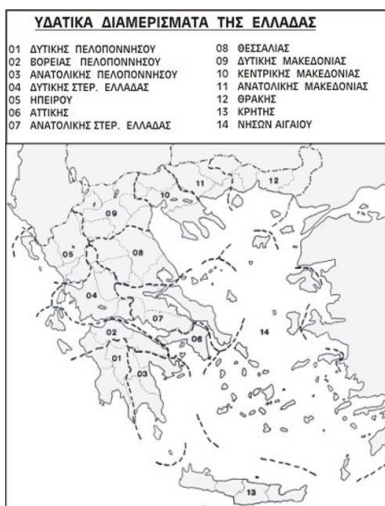 ΥΔΑΤΙΚΑ ΔΙΑΜΕΡΙΣΜΑΤΑ ΤΗΣ ΕΛΛΑΔΑΣ
01 ΔΥΤΙΚΗΣ ΠΕΛΟΠΟΝΝΗΣΟΥ
02 ΒΟΡΕΙΑΣ ΠΕΛΟΠΟΝΝΗΣΟΥ
03 ΑΝΑΤΟΛΙΚΗΣ ΠΕΛΟΠΟΝΝΗΣΟΥ
04 ΔΥΤΙΚΗΣ ΣΤΕΡ. ΕΛΛΑΔΑΣ
05 ΗΠΕΙΡΟΥ
06 ΑΤΤΙΚΗΣ
07 ΑΝΑΤΟΛΙΚΗΣ ΣΤΕΡ. ΕΛΛΑΔΑΣ
08 ΘΕΣΣΑΛΙΑΣ
09 ΔΥΤΙΚΗΣ ΜΑΚΕΔΟΝΙΑΣ
10 ΚΕΝΤΡΙΚΗΣ ΜΑΚΕΔΟΝΙΑΣ
11 ΑΝΑΤΟΛΙΚΗΣ ΜΑΚΕΔΟΝΙΑΣ
12 ΘΡΑΚΗΣ
13 ΚΡΗΤΗΣ
14 ΝΗΣΩΝ ΑΙΓΑΙΟΥ
11
12
10
09
05
08
04
07
14
02
06
01
03
13